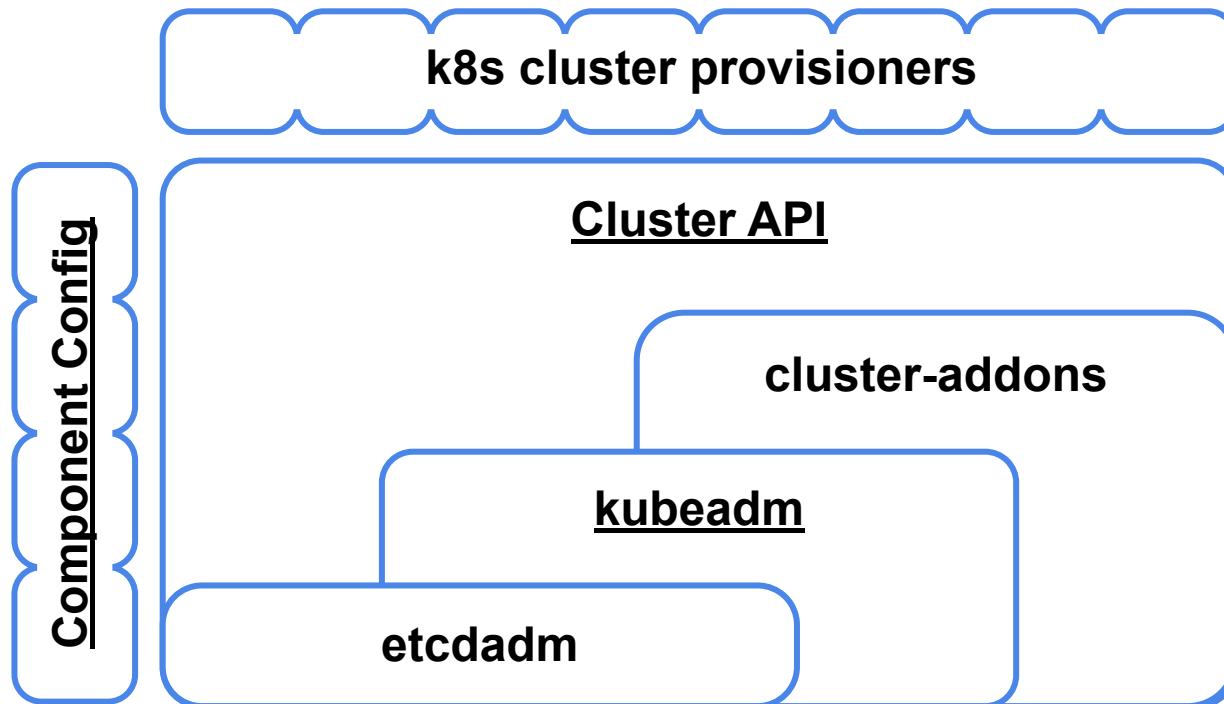 k8s cluster provisioners
Component Config
Cluster API
cluster-addons
kubeadm
etcdadm